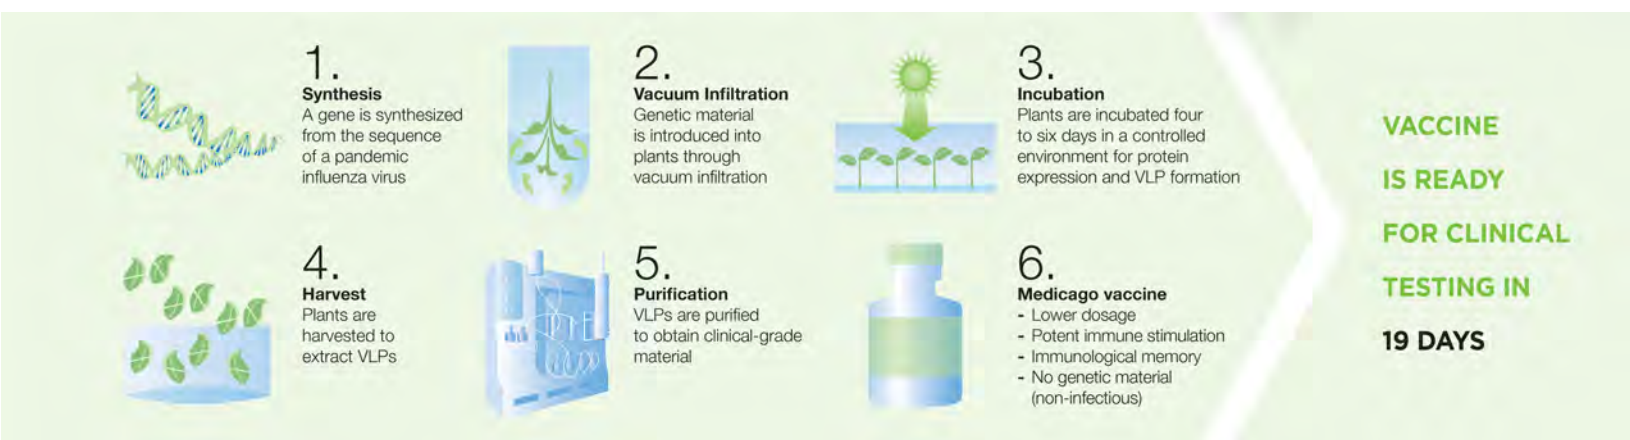 1.
Synthesis
A gene is synthesized
from the sequence
of a pandemic
influenza virus
2.
Vacuum Infiltration
Genetic material
is introduced into
plants through
vacuum infiltration
3.
Incubation
Plants are incubated four
to six days in a controlled
environment for protein
expression and VLP formation
4.
Harvest
Plants are
harvested to
extract VLPs
5.
Purification
VLPs are purified
to obtain clinical-grade
material
6.
Medicago vaccine
- Lower dosage
- Potent immune stimulation
- Immunological memory
- No genetic material
(non-infectious)
VACCINE
IS READY
FOR CLINICAL
TESTING IN
19 DAYS